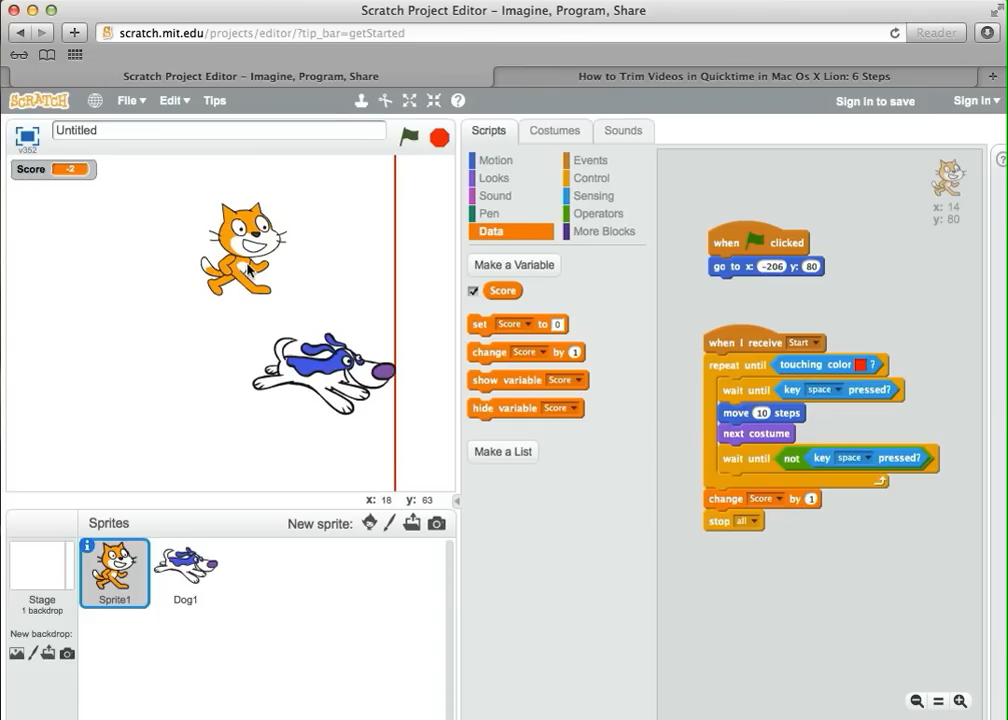 Scratch Project Editor - Imagine, Program, Share
scratch.mit.edu/projects/editor/?tip_bar=getStarted
Reader
Scratch Project Editor - Imagine, Program, Share
How to Trim Videos in Quicktime in Mac Os X Lion: 6 Steps
SCRATCH
File▾
Edit▾
Tips
Sign in to save
Sign in▾
v352
Untitled
Scripts
Costumes
Sounds
Score -2
Motion
Events
Looks
Control
Sound
Sensing
Pen
Operators
Data
More Blocks
Make a Variable
Score
set Score▾ to 0
change Score▾ by 1
show variable Score▾
hide variable Score▾
Make a List
x: 14
y: 80
when clicked
go to x: -206 y: 80
when I receive Start▾
repeat until touching color ?
wait until key space▾ pressed?
move 10 steps
next costume
wait until not key space▾ pressed?
change Score▾ by 1
stop all▾
x: 18 y: 63
Sprites
New sprite:
Stage
1 backdrop
New backdrop:
Sprite1
Dog1